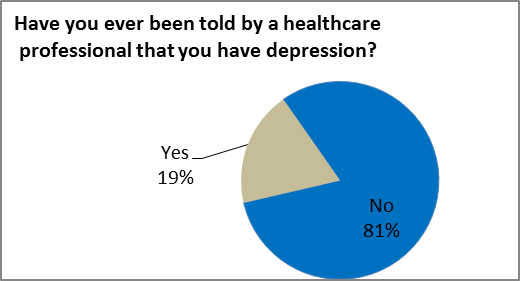 Have you ever been told by a healthcare
professional that you have depression?
Yes
19%
No
81%